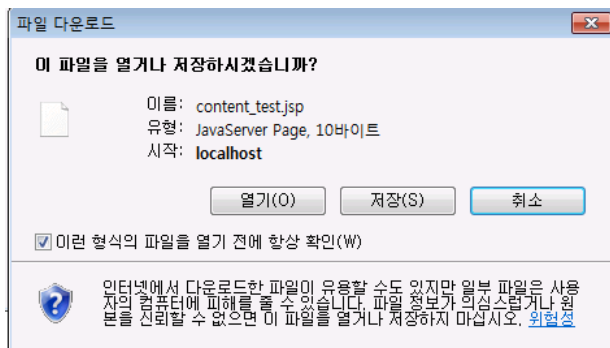 파일 다운로드
이 파일을 열거나 저장하시겠습니까?
이름: content_test.jsp
유형: JavaServer Page, 10바이트
시작: localhost
열기(O) 저장(S) 취소
이런 형식의 파일을 열기 전에 항상 확인(W)
인터넷에서 다운로드한 파일이 유용할 수도 있지만 일부 파일은 사용
자의 컴퓨터에 피해를 줄 수 있습니다. 파일 정보가 의심스럽거나 원
본을 신뢰할 수 없으면 이 파일을 열거나 저장하지 마십시오. 위험성